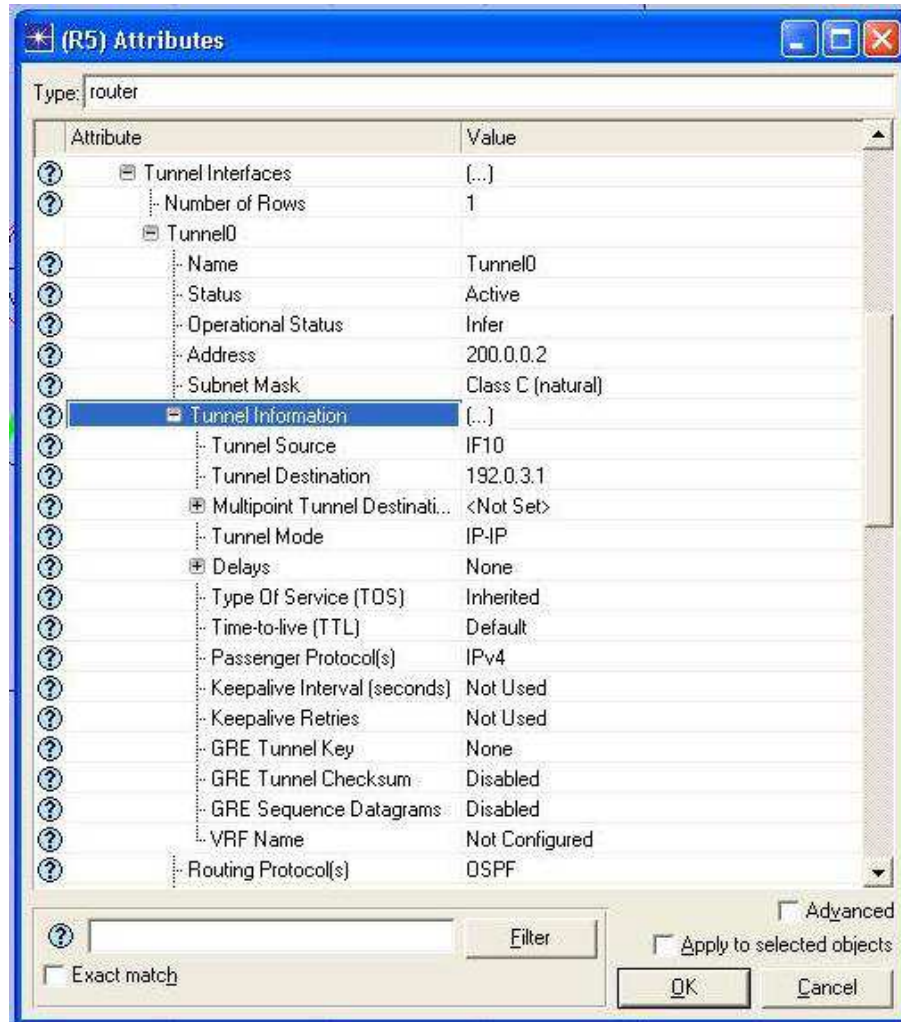 (R5) Attributes
Type: router
Attribute Value
Tunnel Interfaces (...)
Number of Rows 1
Tunnel0
Name Tunnel0
Status Active
Operational Status Infer
Address 200.0.0.2
Subnet Mask Class C (natural)
Tunnel Information (...)
Tunnel Source IF10
Tunnel Destination 192.0.3.1
Multipoint Tunnel Destinati... <Not Set>
Tunnel Mode IP-IP
Delays None
Type Of Service (TOS) Inherited
Time-to-live (TTL) Default
Passenger Protocol(s) IPv4
Keepalive Interval (seconds) Not Used
Keepalive Retries Not Used
GRE Tunnel Key None
GRE Tunnel Checksum Disabled
GRE Sequence Datagrams Disabled
VRF Name Not Configured
Routing Protocol(s) OSPF
Advanced
Filter
Apply to selected objects
Exact match
OK Cancel